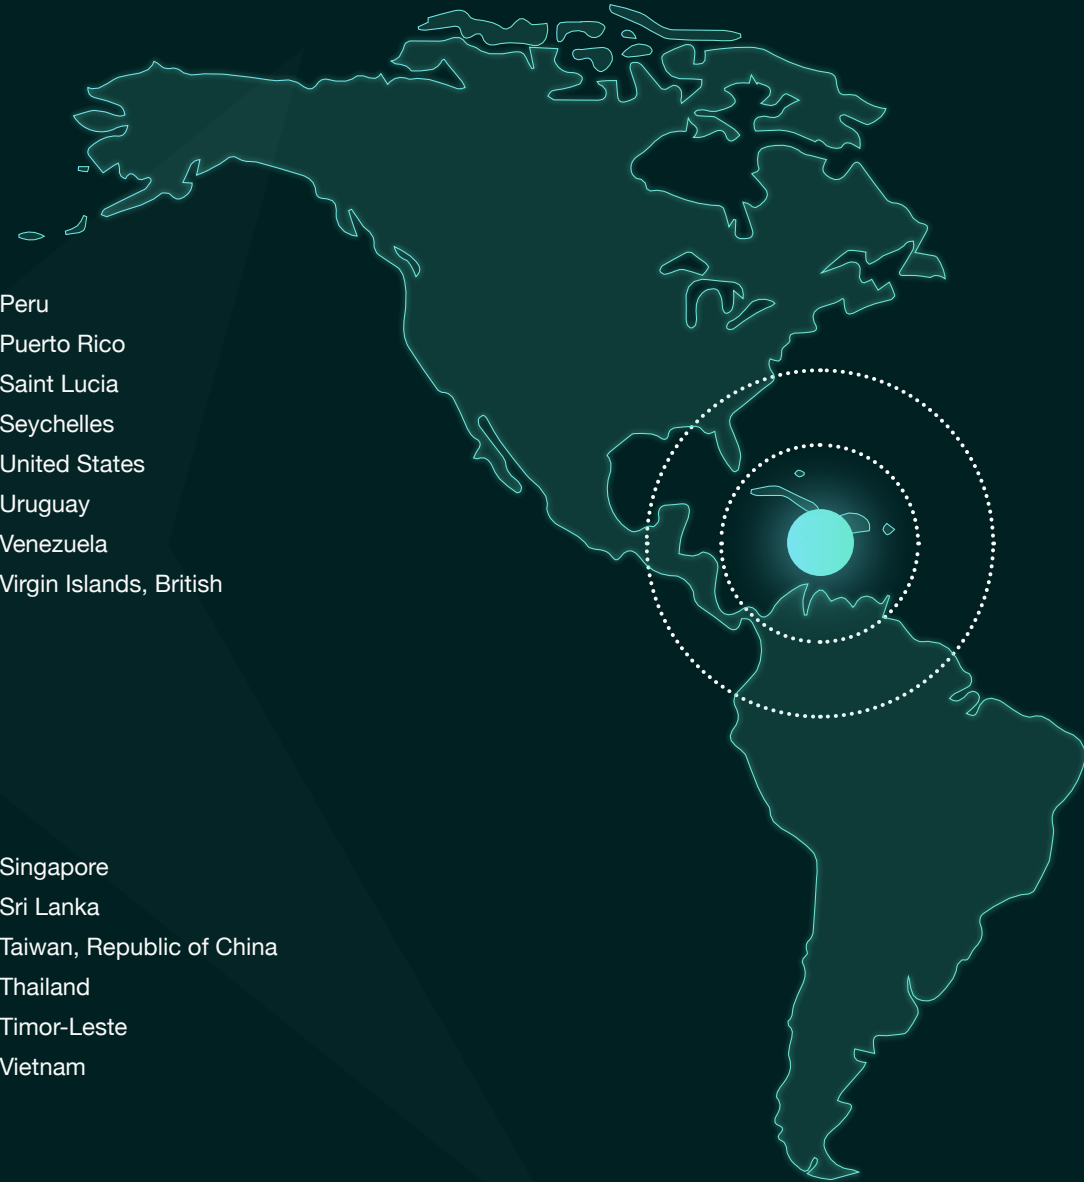 Peru
Puerto Rico
Saint Lucia
Seychelles
United States
Uruguay
Venezuela
Virgin Islands, British
Singapore
Sri Lanka
Taiwan, Republic of China
Thailand
Timor-Leste
Vietnam